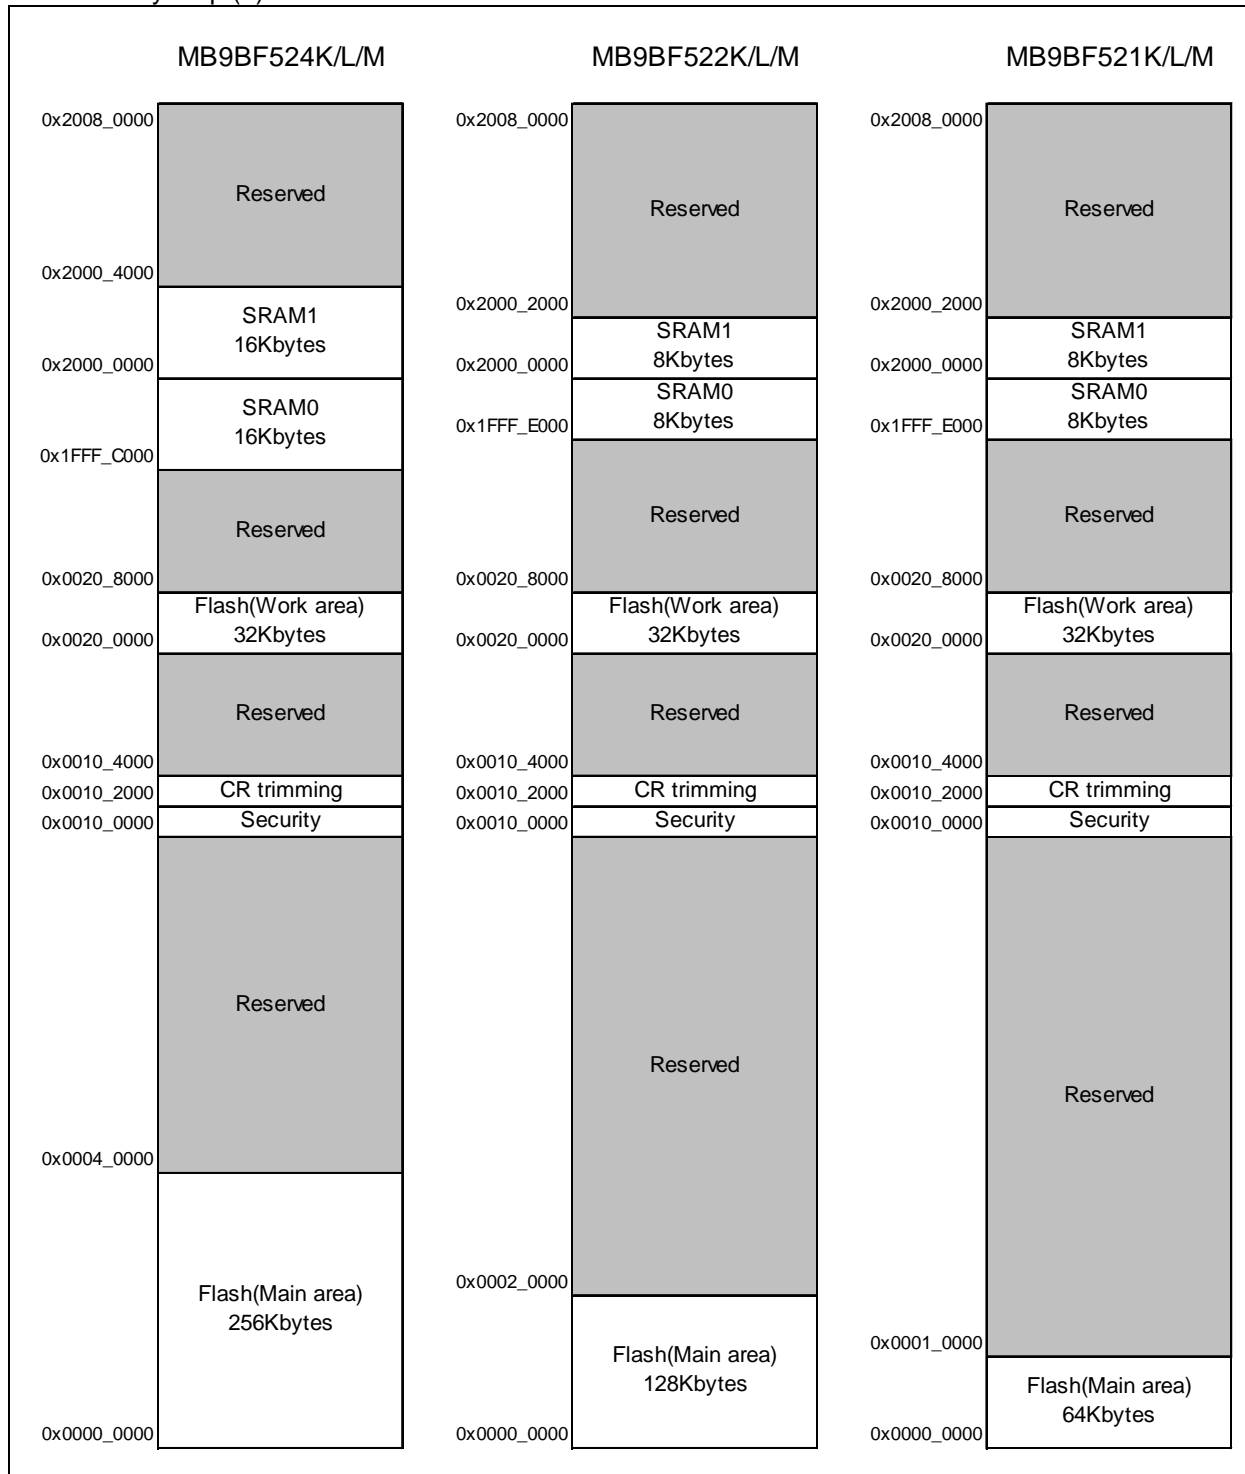 MB9BF524K/L/M
0x2008_0000
Reserved
0x2000_4000
SRAM1
16Kbytes
0x2000_0000
SRAM0
16Kbytes
0x1FFF_C000
Reserved
0x0020_8000
Flash(Work area)
32Kbytes
0x0020_0000
Reserved
0x0010_4000
CR trimming
0x0010_2000
Security
0x0010_0000
Reserved
0x0004_0000
Flash(Main area)
256Kbytes
0x0000_0000
MB9BF522K/L/M
0x2008_0000
Reserved
0x2000_2000
SRAM1
8Kbytes
0x2000_0000
SRAM0
8Kbytes
0x1FFF_E000
Reserved
0x0020_8000
Flash(Work area)
32Kbytes
0x0020_0000
Reserved
0x0010_4000
CR trimming
0x0010_2000
Security
0x0010_0000
Reserved
0x0002_0000
Flash(Main area)
128Kbytes
0x0000_0000
MB9BF521K/L/M
0x2008_0000
Reserved
0x2000_2000
SRAM1
8Kbytes
0x2000_0000
SRAM0
8Kbytes
0x1FFF_E000
Reserved
0x0020_8000
Flash(Work area)
32Kbytes
0x0020_0000
Reserved
0x0010_4000
CR trimming
0x0010_2000
Security
0x0010_0000
Reserved
0x0001_0000
Flash(Main area)
64Kbytes
0x0000_0000